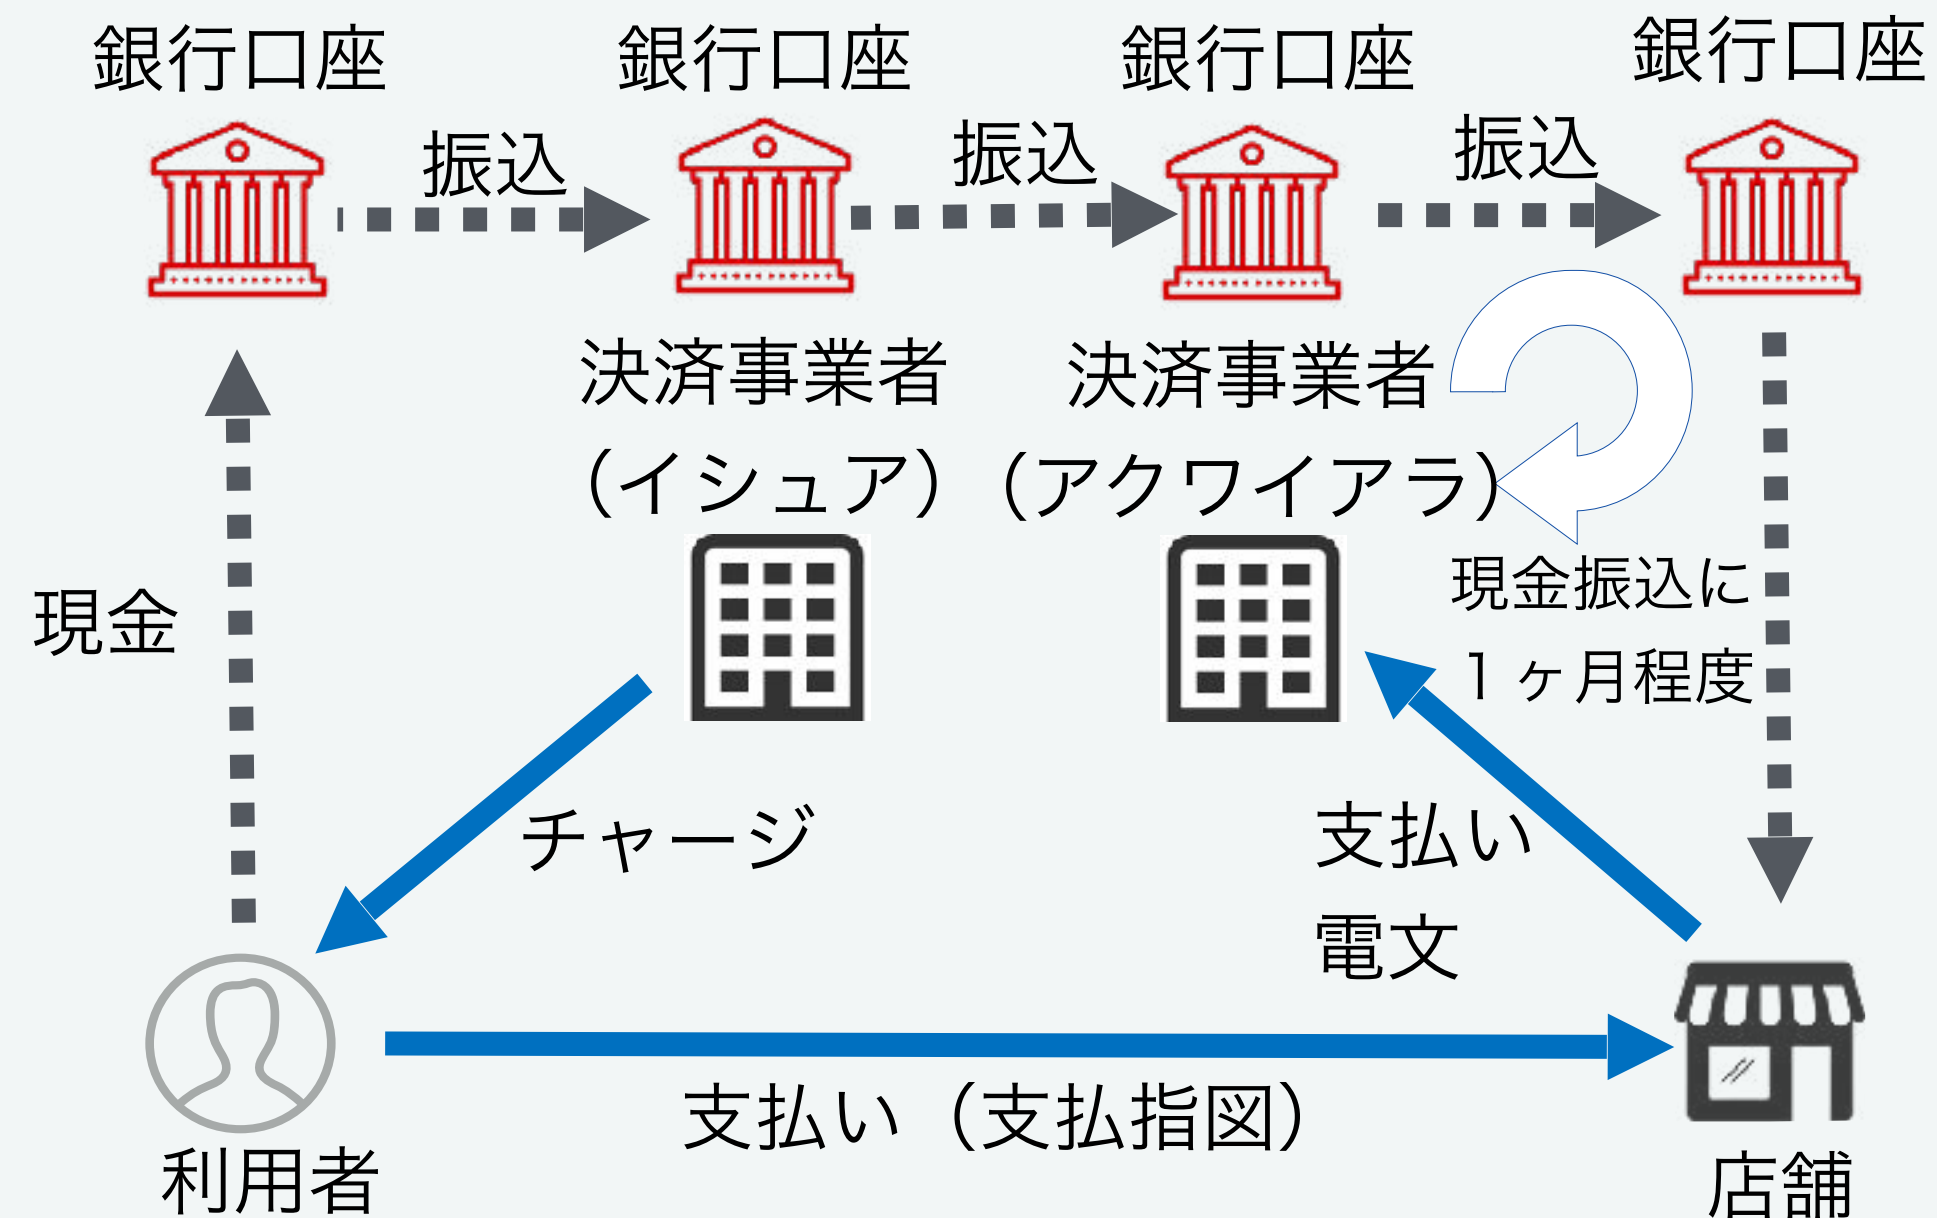 銀行口座
銀行口座
銀行口座
銀行口座
振込
振込
振込
決済事業者
（イシュア）
決済事業者
（アクワイアラ）
現金
現金振込に
１ヶ月程度
チャージ
支払い
電文
支払い（支払指図）
利用者
店舗